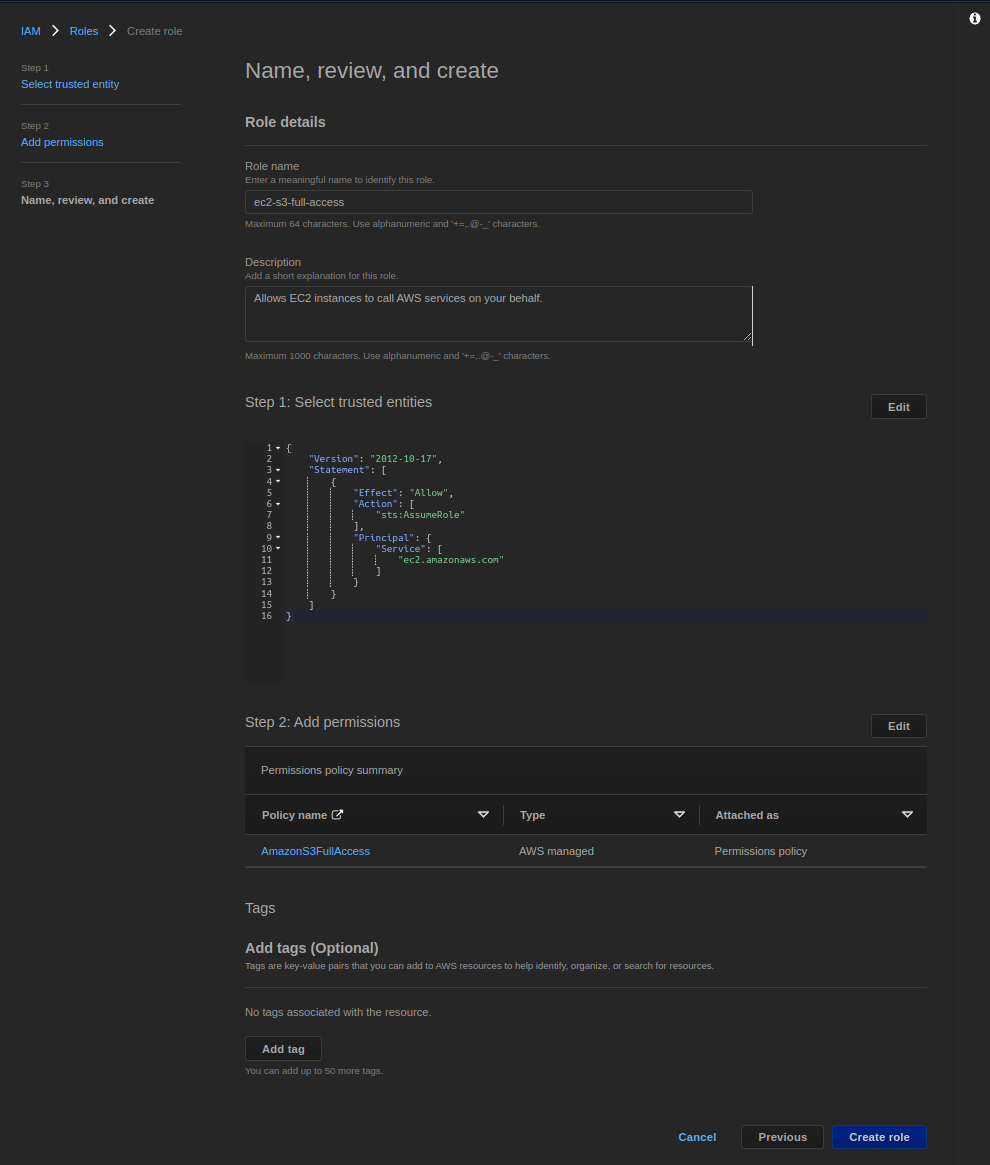 IAM > Roles > Create role
Step 1
Select trusted entity
Step 2
Add permissions
Step 3
Name, review, and create
Name, review, and create
Role details
Role name
Enter a meaningful name to identify this role.
ec2-s3-full-access
Maximum 64 characters. Use alphanumeric and '+=,.@-_' characters.
Description
Add a short explanation for this role.
Allows EC2 instances to call AWS services on your behalf.
Maximum 1000 characters. Use alphanumeric and '+=,.@-_' characters.
Step 1: Select trusted entities
Edit
1 {
2     "Version": "2012-10-17",
3     "Statement": [
4         {
5             "Effect": "Allow",
6             "Action": [
7                 "sts:AssumeRole"
8             ],
9             "Principal": {
10                 "Service": [
11                     "ec2.amazonaws.com"
12                 ]
13             }
14         }
15     ]
16 }
Step 2: Add permissions
Edit
Permissions policy summary
Policy name Type Attached as
AmazonS3FullAccess AWS managed Permissions policy
Tags
Add tags (Optional)
Tags are key-value pairs that you can add to AWS resources to help identify, organize, or search for resources.
No tags associated with the resource.
Add tag
You can add up to 50 more tags.
Cancel Previous Create role